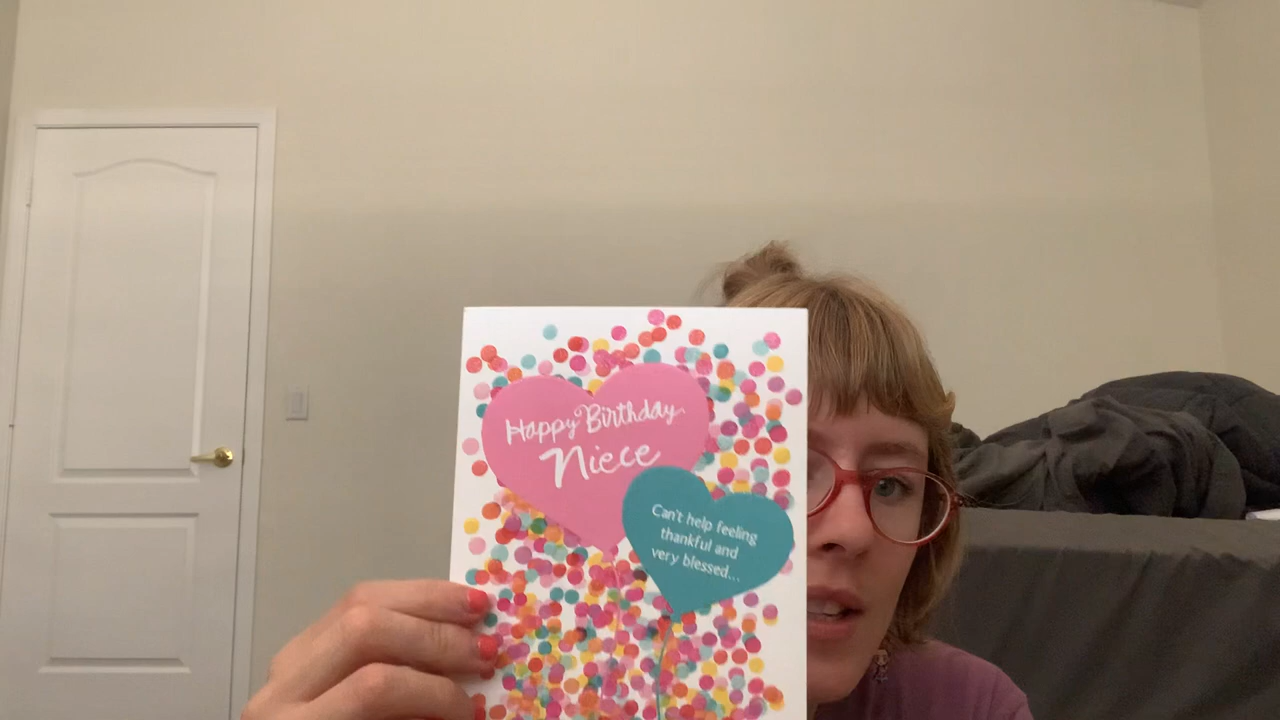 Happy Birthday
Niece
Can't help feeling
thankful and
very blessed...